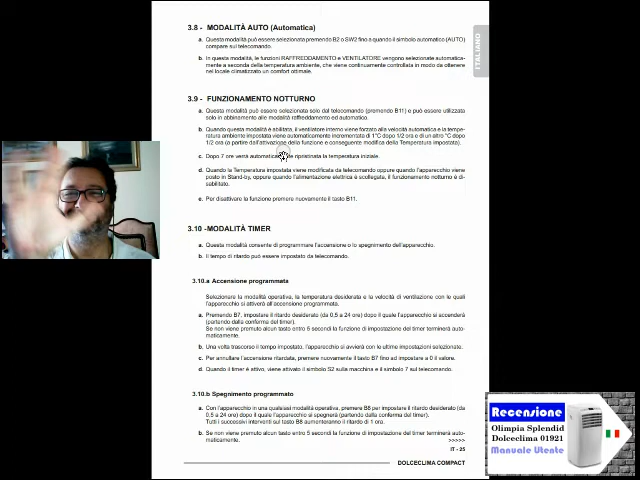 3.8 - MODALITÀ AUTO (Automatica)
a. Questa modalità può essere selezionata premendo B2 o SW2 fino a quando il simbolo automatico (AUTO)
compare sul telecomando.
b. In questa modalità, le funzioni RAFFREDDAMENTO e VENTILATORE vengono selezionate automatica-
mente a seconda della temperatura ambiente, che viene continuamente controllata in modo da ottenere
nel locale climatizzato un comfort ottimale.
ITALIANO
3.9 - FUNZIONAMENTO NOTTURNO
a. Questa modalità può essere selezionata solo dal telecomando (premendo B11) e può essere utilizzata
solo in abbinamento alle modalità raffreddamento ed automatico.
b. Quando questa modalità è abilitata, il ventilatore interno viene forzato alla velocità automatica e la tempe-
ratura ambiente impostata viene automaticamente incrementata di 1°C dopo 1/2 ora e di un altro °C dopo
1/2 ora (a partire dall'attivazione della funzione e conseguente modifica della Temperatura impostata).
c. Dopo 7 ore verrà ripristinata la temperatura iniziale.
d. Quando la Temperatura impostata viene modificata da telecomando oppure quando l'apparecchio viene
posto in Stand-by, oppure quando l'alimentazione elettrica è scollegata, il funzionamento notturno è di-
sabilitato.
e. Per disattivare la funzione premere nuovamente il tasto B11.
3.10 -MODALITÀ TIMER
a. Questa modalità consente di programmare l'accensione o lo spegnimento dell'apparecchio.
b. Il tempo di ritardo può essere impostato da telecomando.
3.10.a Accensione programmata
Selezionare la modalità operativa, la temperatura desiderata e la velocità di ventilazione con le quali
l'apparecchio si attiverà all'accensione programmata.
a. Premendo B7, impostare il ritardo desiderato (da 0,5 a 24 ore) dopo il quale l'apparecchio si accenderà
(partendo dalla conferma del timer).
Se non viene premuto alcun tasto entro 5 secondi la funzione di impostazione del timer terminerà auto-
maticamente.
b. Una volta trascorso il tempo impostato, l'apparecchio si avvierà con le ultime impostazioni selezionate.
c. Per annullare l'accensione ritardata, premere nuovamente il tasto B7 fino ad impostare a 0 il valore.
d. Quando il timer è attivo, viene attivato il simbolo S2 sulla macchina e il simbolo 7 sul telecomando.
3.10.b Spegnimento programmato
a. Con l'apparecchio in una qualsiasi modalità operativa, premere B8 per impostare il ritardo desiderato (da
0.5 a 24 ore) dopo il quale l'apparecchio si spegnerà (partendo dalla conferma del timer).
Tutti i successivi interventi sul tasto B8 aumenteranno il ritardo di 1 ora.
b. Se non viene premuto alcun tasto entro 5 secondi la funzione di impostazione del timer terminerà auto-
maticamente.
>>>>>
IT - 25
DOLCECLIMA COMPACT
Recensione
Olimpia Splendid
Dolceclima 01921
Manuale Utente